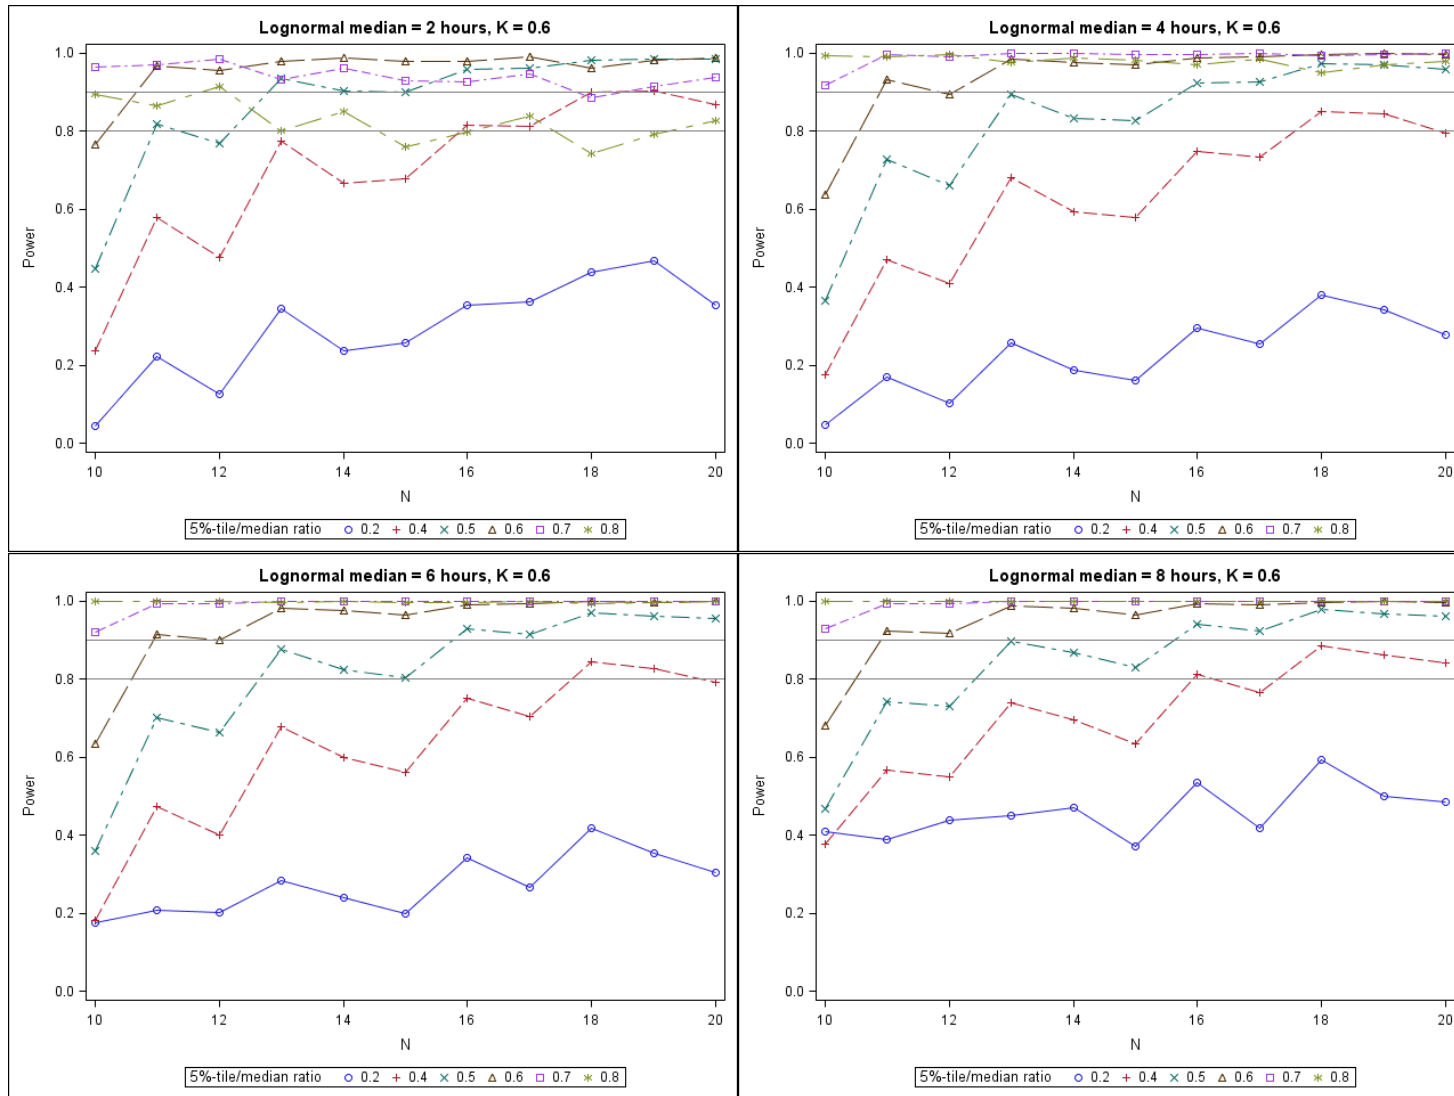 Lognormal median = 2 hours, K = 0.6
1.0
0.8
0.6
0.4
0.2
0.0
Power
10 12 14 16 18 20
N
5%-tile/median ratio 0.2 0.4 0.5 0.6 0.7 0.8
Lognormal median = 4 hours, K = 0.6
1.0
0.8
0.6
0.4
0.2
0.0
Power
10 12 14 16 18 20
N
5%-tile/median ratio 0.2 0.4 0.5 0.6 0.7 0.8
Lognormal median = 6 hours, K = 0.6
1.0
0.8
0.6
0.4
0.2
0.0
Power
10 12 14 16 18 20
N
5%-tile/median ratio 0.2 0.4 0.5 0.6 0.7 0.8
Lognormal median = 8 hours, K = 0.6
1.0
0.8
0.6
0.4
0.2
0.0
Power
10 12 14 16 18 20
N
5%-tile/median ratio 0.2 0.4 0.5 0.6 0.7 0.8